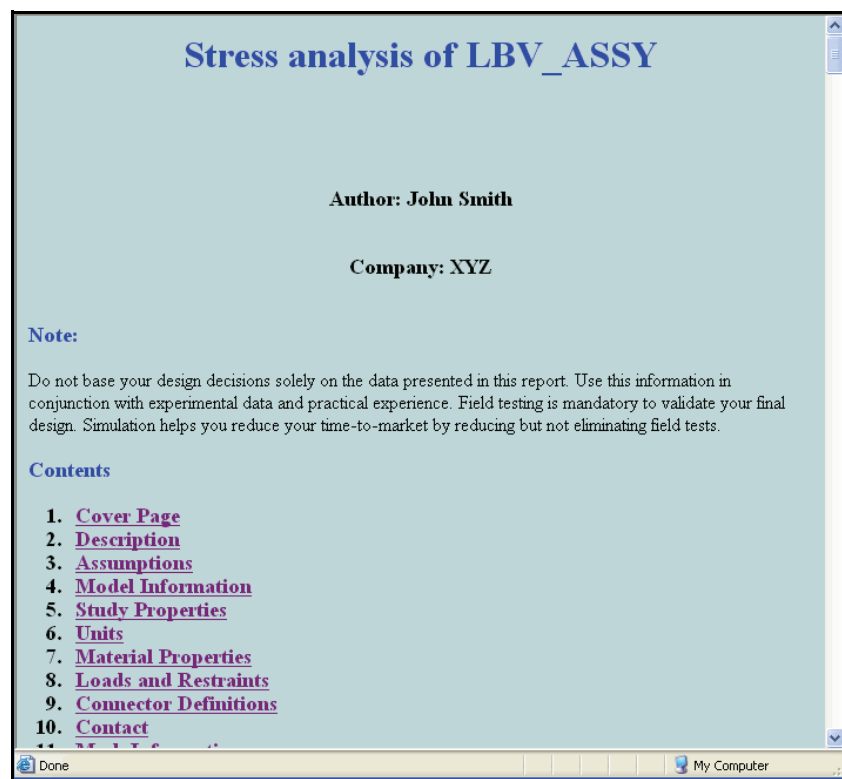 Stress analysis of LBV_ASSY
Author: John Smith
Company: XYZ
Note:
Do not base your design decisions solely on the data presented in this report. Use this information in
conjunction with experimental data and practical experience. Field testing is mandatory to validate your final
design. Simulation helps you reduce your time-to-market by reducing but not eliminating field tests.
Contents
1. Cover Page
2. Description
3. Assumptions
4. Model Information
5. Study Properties
6. Units
7. Material Properties
8. Loads and Restraints
9. Connector Definitions
10. Contact
Done
My Computer